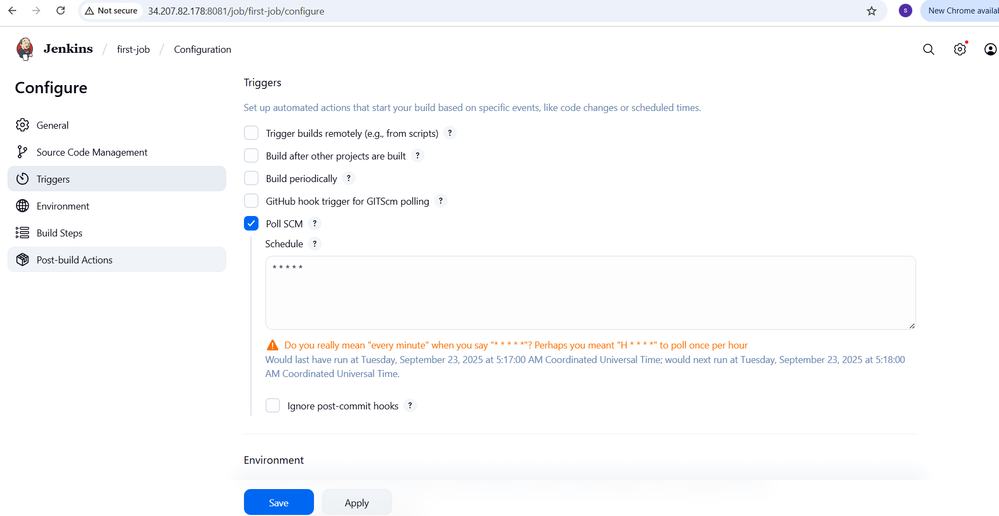 Not secure 34.207.82.178:8081/job/first-job/configure S New Chrome availab
Jenkins / first-job / Configuration
Configure
General
Source Code Management
Triggers
Environment
Build Steps
Post-build Actions
Triggers
Set up automated actions that start your build based on specific events, like code changes or scheduled times.
Trigger builds remotely (e.g., from scripts) ?
Build after other projects are built ?
Build periodically ?
GitHub hook trigger for GITScm polling ?
Poll SCM ?
Schedule ?
* * * * *
Do you really mean "every minute" when you say "* * * * *"? Perhaps you meant "H * * * *" to poll once per hour
Would last have run at Tuesday, September 23, 2025 at 5:17:00 AM Coordinated Universal Time; would next run at Tuesday, September 23, 2025 at 5:18:00
AM Coordinated Universal Time.
Ignore post-commit hooks ?
Environment
Save Apply